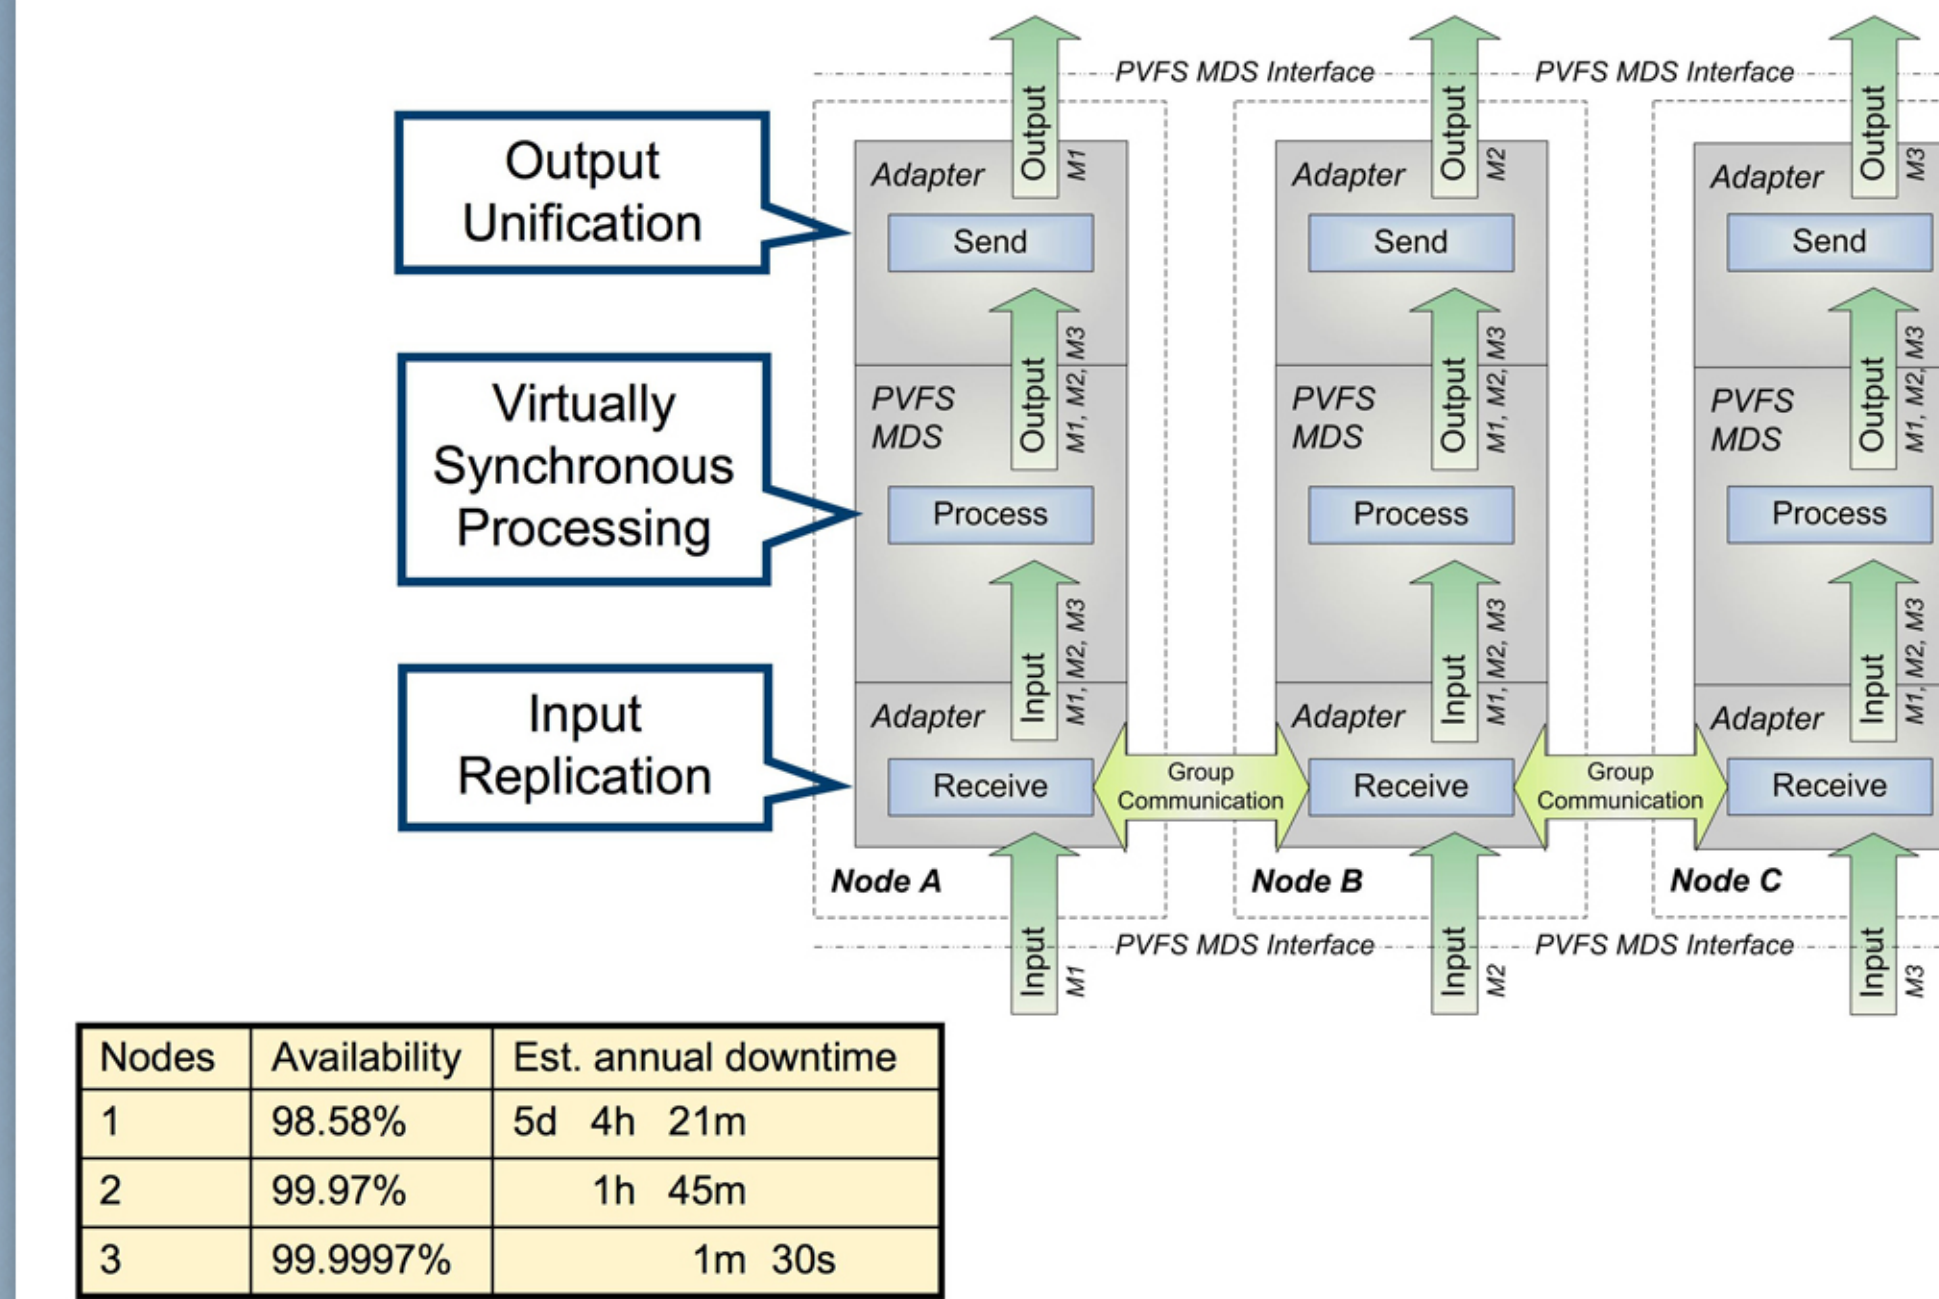 PVFS MDS Interface
PVFS MDS Interface
Output
Unification
Virtually
Synchronous
Processing
Input
Replication
Output
M1
Adapter
Send
Output
M1, M2, M3
PVFS
MDS
Process
Input
M1, M2, M3
Adapter
Receive
Node A
Input
M1
Group
Communication
Output
M2
Adapter
Send
Output
M1, M2, M3
PVFS
MDS
Process
Input
M1, M2, M3
Adapter
Receive
Node B
Input
M2
Group
Communication
Output
M3
Adapter
Send
Output
M1, M2, M3
PVFS
MDS
Process
Input
M1, M2, M3
Adapter
Receive
Node C
Input
M3
PVFS MDS Interface
PVFS MDS Interface
Nodes Availability Est. annual downtime
1 98.58% 5d 4h 21m
2 99.97% 1h 45m
3 99.9997% 1m 30s